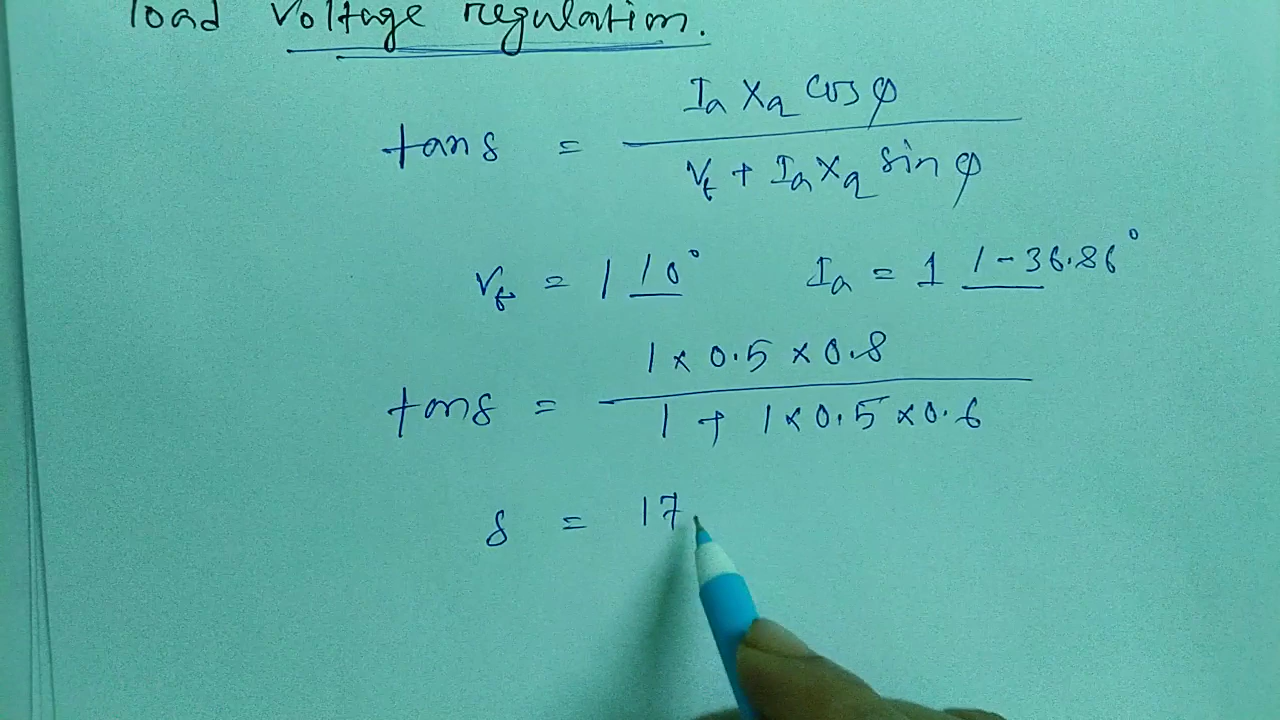 load voltage regulation.
tan δ = Ia Xq cos φ / Vt + Ia Xq sin φ
Vt = 1 ∠0° Ia = 1 ∠-36.86°
tan δ = 1 × 0.5 × 0.8 / 1 + 1 × 0.5 × 0.6
δ = 17